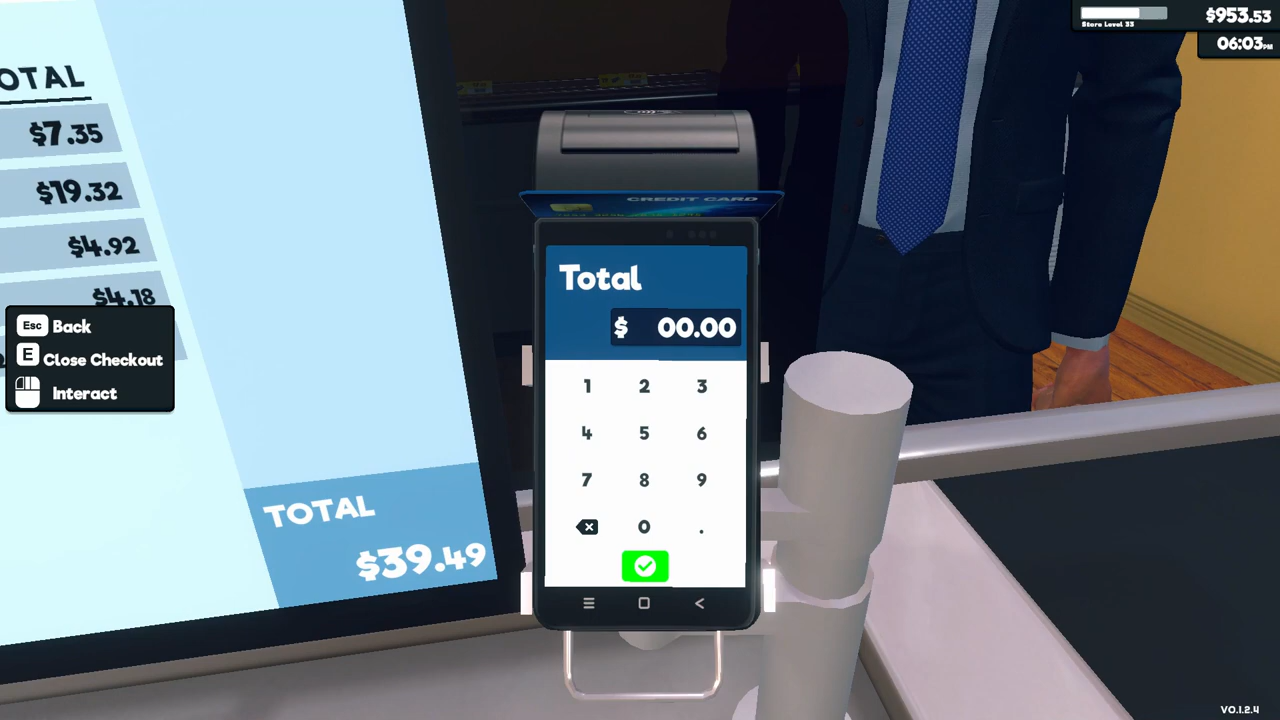 $953.53
Store Level 33
06:03PM
OTAL
$7.35
$19.32
$4.92
$4.18
Esc Back
E Close Checkout
Interact
TOTAL
$39.49
CREDIT CARD
Total
$ 00.00
1 2 3
4 5 6
7 8 9
0 .
V0.1.2.4